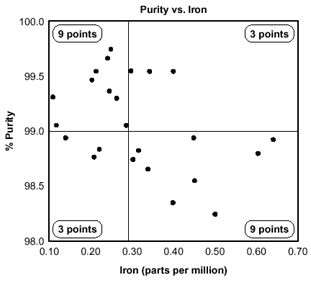 Purity vs. Iron
100.0
9 points
3 points
99.5
99.0
% Purity
98.5
3 points
9 points
98.0
0.10 0.20 0.30 0.40 0.50 0.60 0.70
Iron (parts per million)